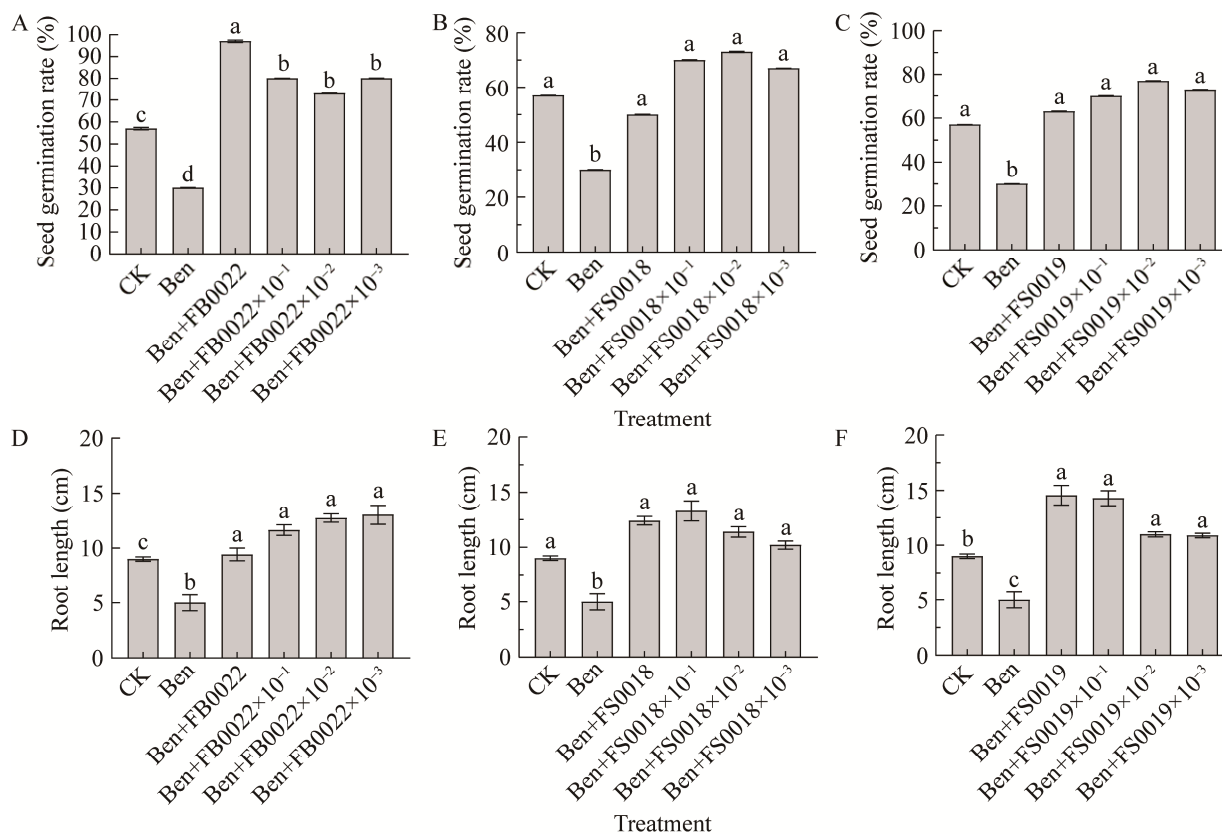 A
Seed germination rate (%)
100
90
80
70
60
50
40
30
20
10
0
c
d
a
b
b
b
CK
Ben
Ben+FB0022
Ben+FB0022×10⁻¹
Ben+FB0022×10⁻²
Ben+FB0022×10⁻³
B
Seed germination rate (%)
80
60
40
20
0
a
b
a
a
a
a
CK
Ben
Ben+FS0018
Ben+FS0018×10⁻¹
Ben+FS0018×10⁻²
Ben+FS0018×10⁻³
Treatment
C
Seed germination rate (%)
100
80
60
40
20
0
a
b
a
a
a
a
CK
Ben
Ben+FS0019
Ben+FS0019×10⁻¹
Ben+FS0019×10⁻²
Ben+FS0019×10⁻³
D
Root length (cm)
20
15
10
5
0
c
b
a
a
a
a
CK
Ben
Ben+FB0022
Ben+FB0022×10⁻¹
Ben+FB0022×10⁻²
Ben+FB0022×10⁻³
E
Root length (cm)
20
15
10
5
0
a
b
a
a
a
a
CK
Ben
Ben+FS0018
Ben+FS0018×10⁻¹
Ben+FS0018×10⁻²
Ben+FS0018×10⁻³
Treatment
F
Root length (cm)
20
15
10
5
0
b
c
a
a
a
a
CK
Ben
Ben+FS0019
Ben+FS0019×10⁻¹
Ben+FS0019×10⁻²
Ben+FS0019×10⁻³